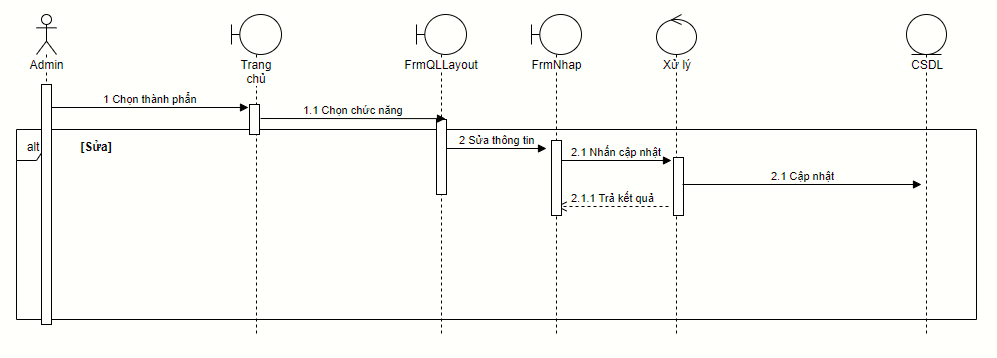 Admin
Trang
chủ
FrmQLLayout
FrmNhap
Xử lý
CSDL
1 Chọn thành phẩn
1.1 Chọn chức năng
alt
[Sửa]
2 Sửa thông tin
2.1 Nhấn cập nhật
2.1 Cập nhật
2.1.1 Trả kết quả